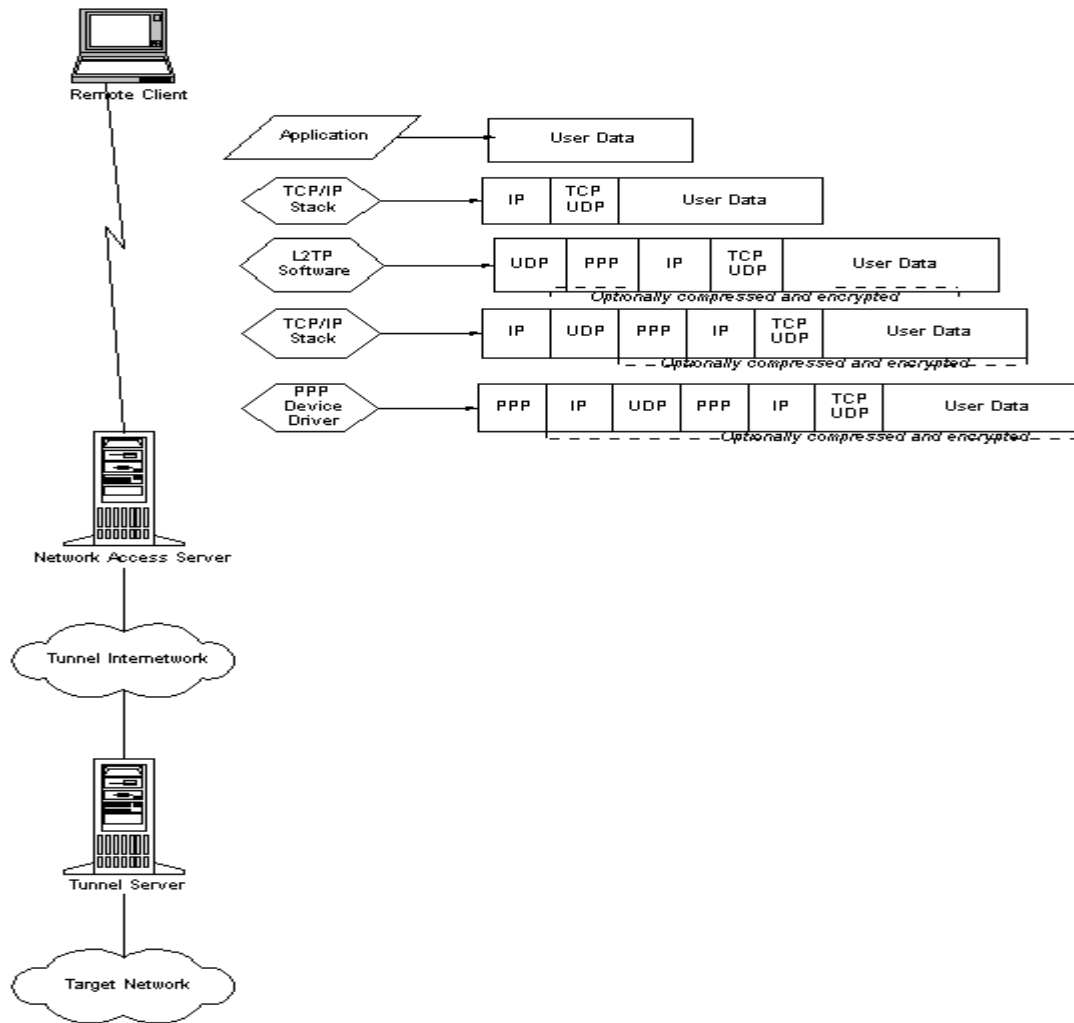 Remote Client
Application
User Data
TCP/IP
Stack
IP
TCP
UDP
User Data
L2TP
Software
UDP
PPP
IP
TCP
UDP
User Data
Optionally compressed and encrypted
TCP/IP
Stack
IP
UDP
PPP
IP
TCP
UDP
User Data
Optionally compressed and encrypted
PPP
Device
Driver
PPP
IP
UDP
PPP
IP
TCP
UDP
User Data
Optionally compressed and encrypted
Network Access Server
Tunnel Internetwork
Tunnel Server
Target Network